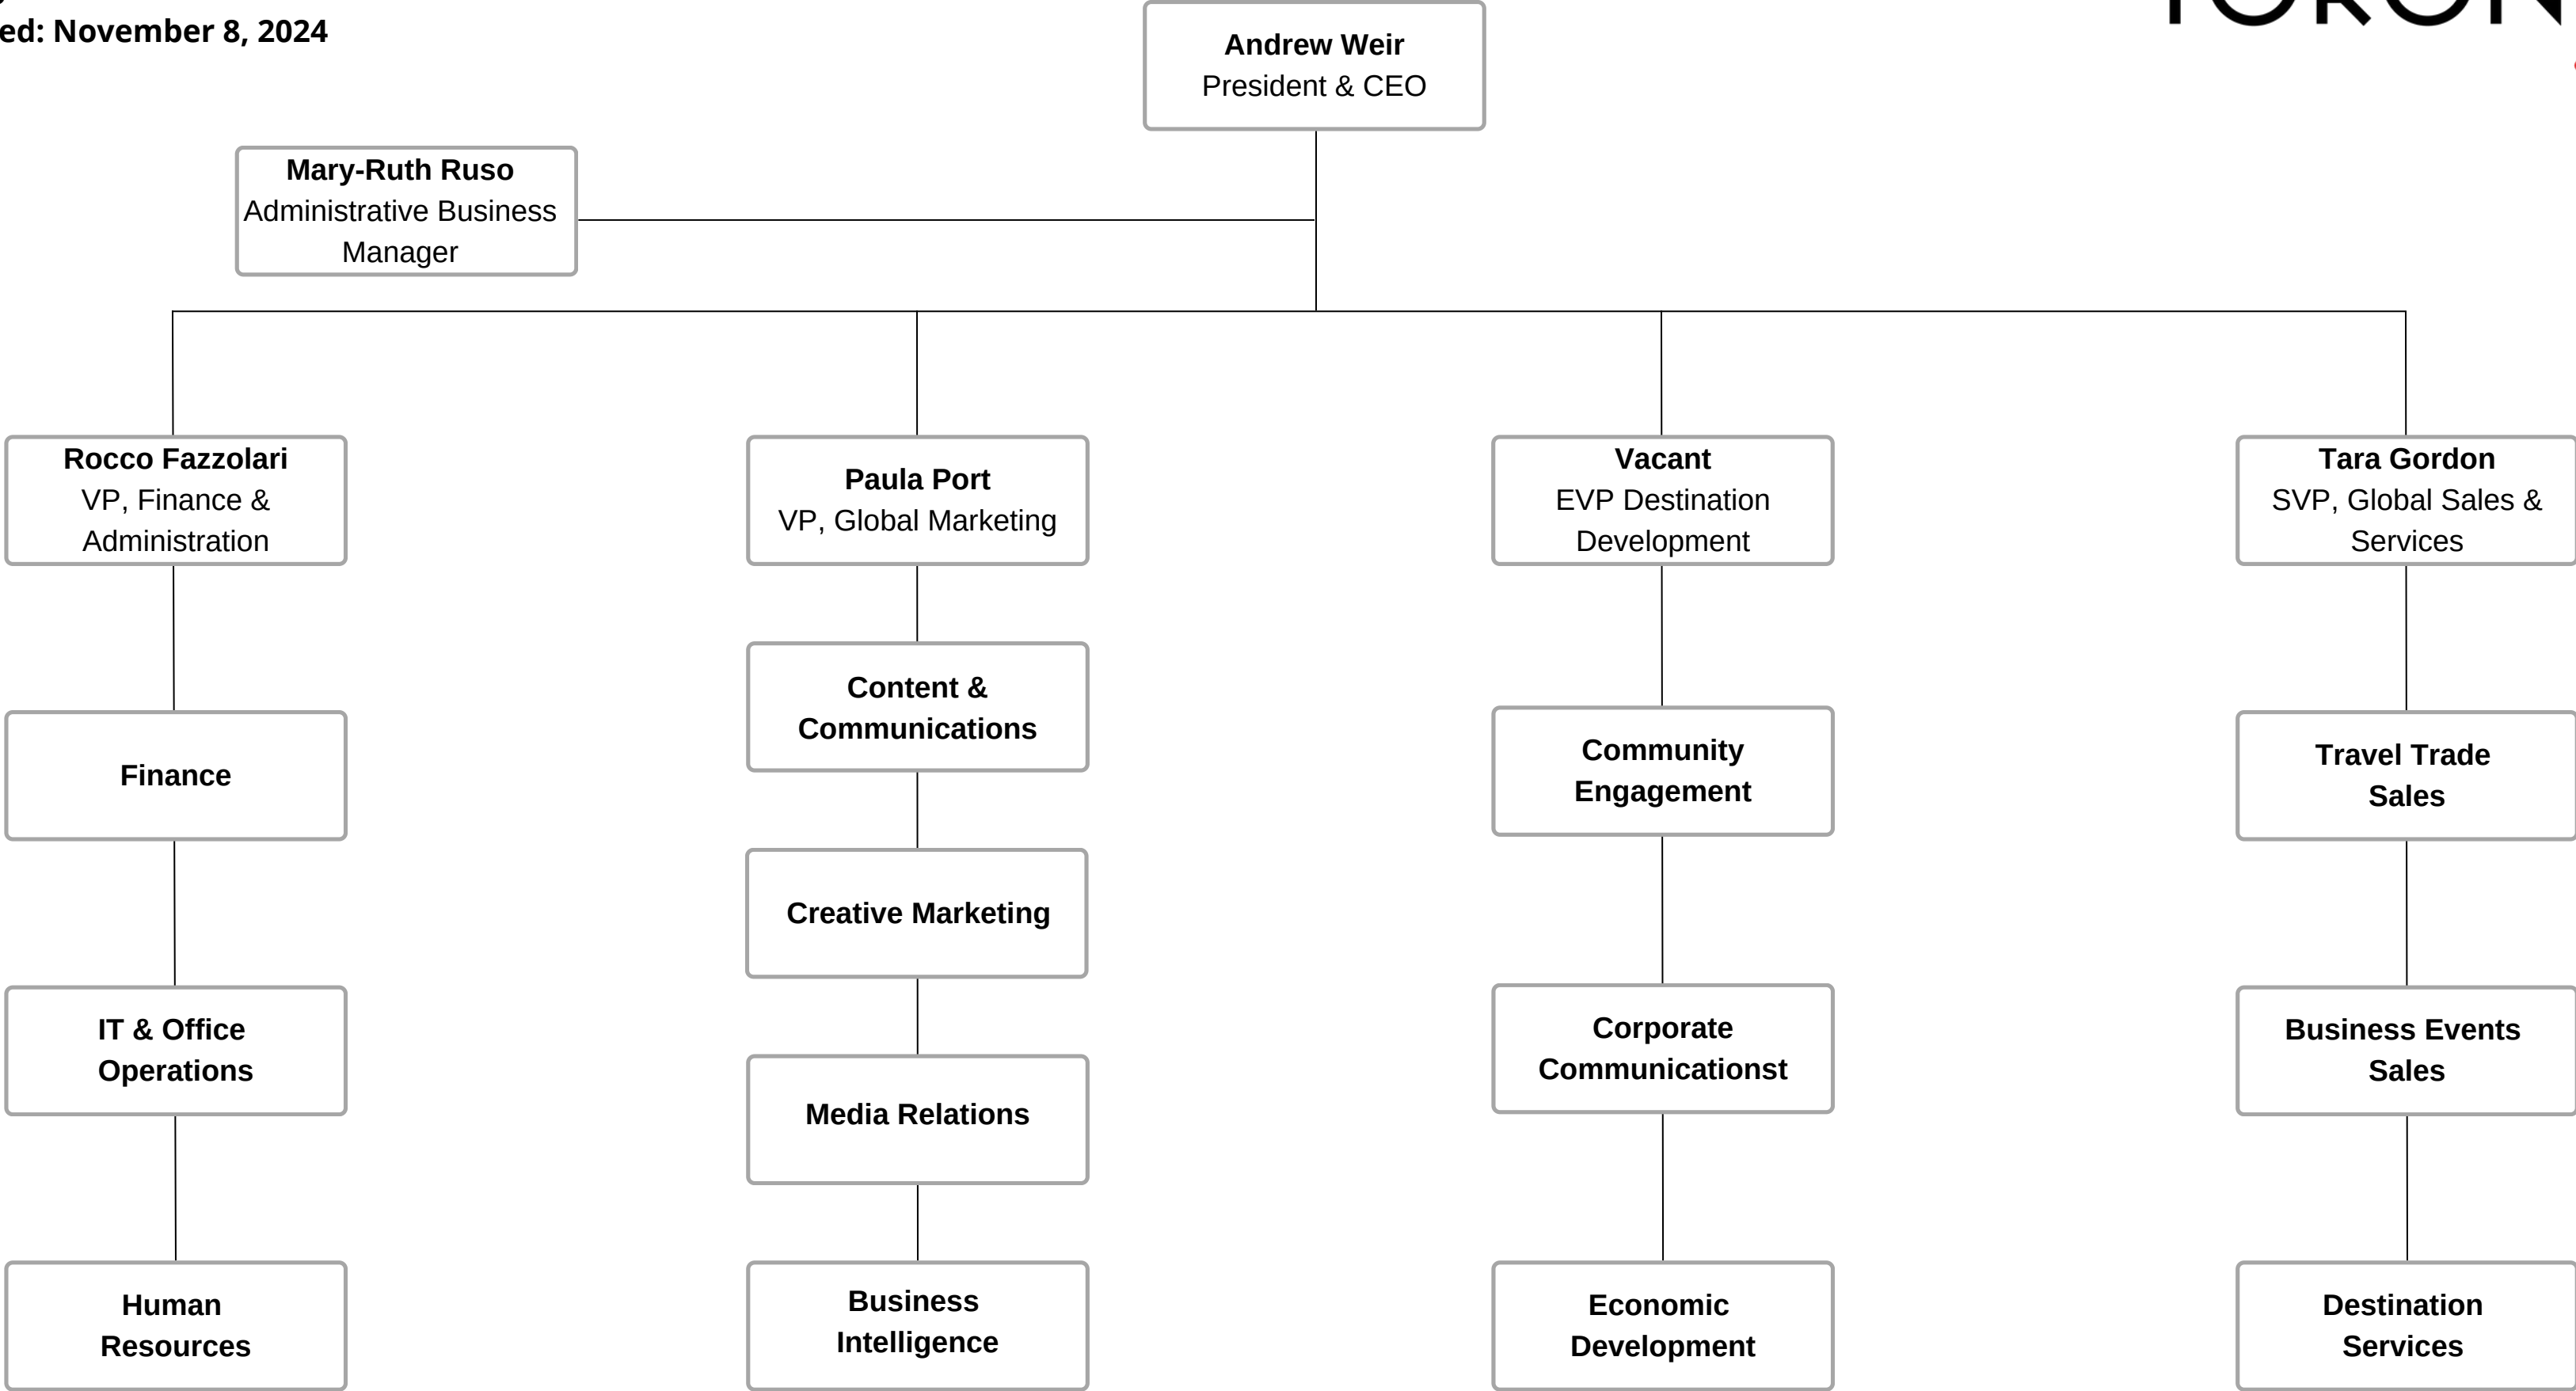 ed: November 8, 2024
Andrew Weir
President & CEO
Mary-Ruth Ruso
Administrative Business
Manager
Rocco Fazzolari
VP, Finance &
Administration
Paula Port
VP, Global Marketing
Vacant
EVP Destination
Development
Tara Gordon
SVP, Global Sales &
Services
Finance
IT & Office
Operations
Human
Resources
Content &
Communications
Creative Marketing
Media Relations
Business
Intelligence
Community
Engagement
Corporate
Communicationst
Economic
Development
Travel Trade
Sales
Business Events
Sales
Destination
Services